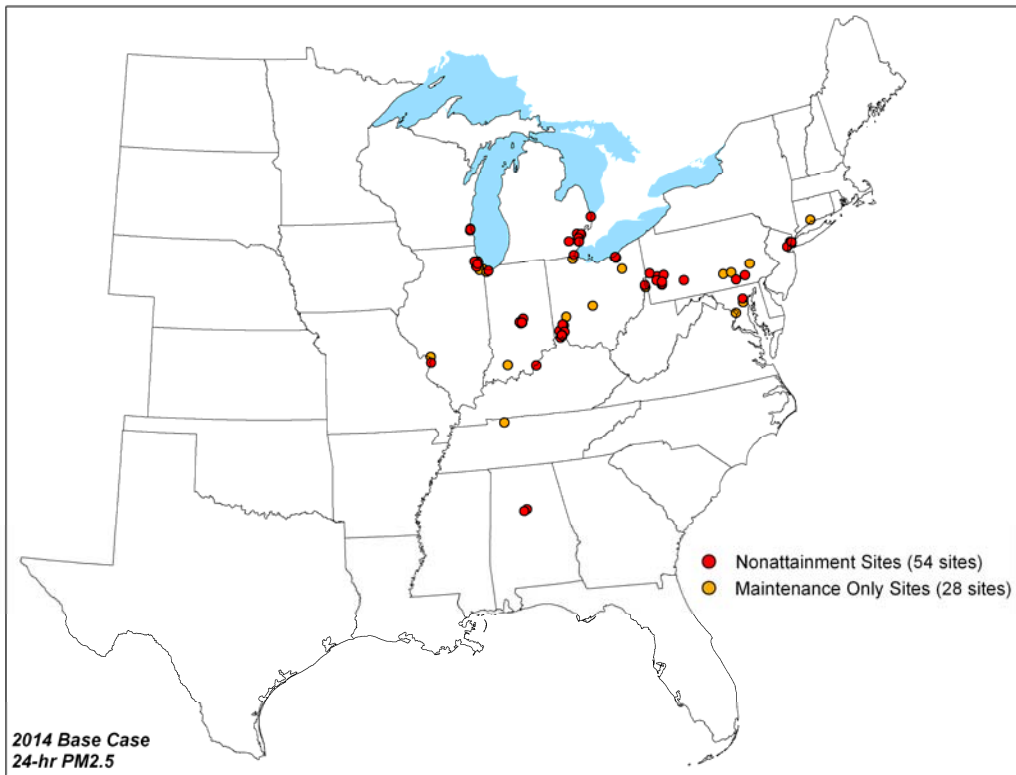 Nonattainment Sites (54 sites)
Maintenance Only Sites (28 sites)
2014 Base Case
24-hr PM2.5